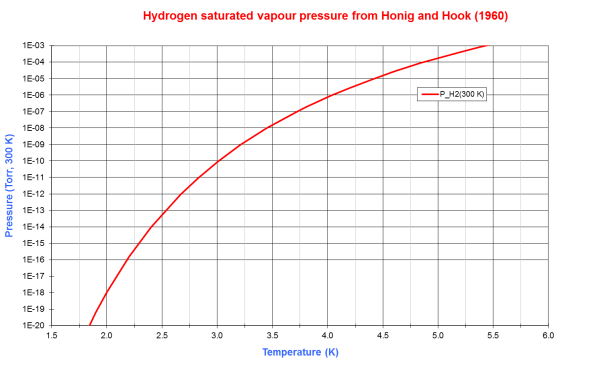 Hydrogen saturated vapour pressure from Honig and Hook (1960)
1E-03
1E-04
1E-05
1E-06
1E-07
1E-08
1E-09
1E-10
1E-11
1E-12
1E-13
1E-14
1E-15
1E-16
1E-17
1E-18
1E-19
1E-20
Pressure (Torr, 300 K)
P_H2(300 K)
1.5 2.0 2.5 3.0 3.5 4.0 4.5 5.0 5.5 6.0
Temperature (K)